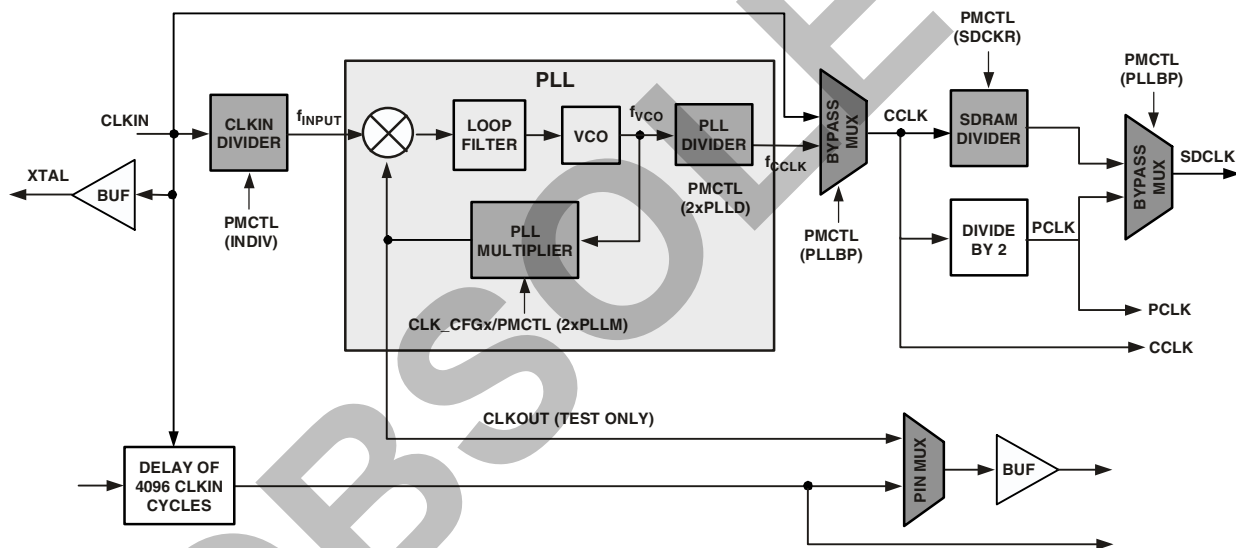 PMCTL
(SDCKR)
PMCTL
(PLLBP)
PLL
CLKIN
CLKIN
DIVIDER
fINPUT
LOOP
FILTER
VCO
fVCO
PLL
DIVIDER
fCCLK
BYPASS
MUX
CCLK
SDRAM
DIVIDER
BYPASS
MUX
SDCLK
XTAL
BUF
PMCTL
(INDIV)
PMCTL
(2xPLLD)
PLL
MULTIPLIER
PMCTL
(PLLBP)
DIVIDE
BY 2
PCLK
CLK_CFGx/PMCTL (2xPLLM)
PCLK
CCLK
CLKOUT (TEST ONLY)
DELAY OF
4096 CLKIN
CYCLES
PIN MUX
BUF
OBSOLE